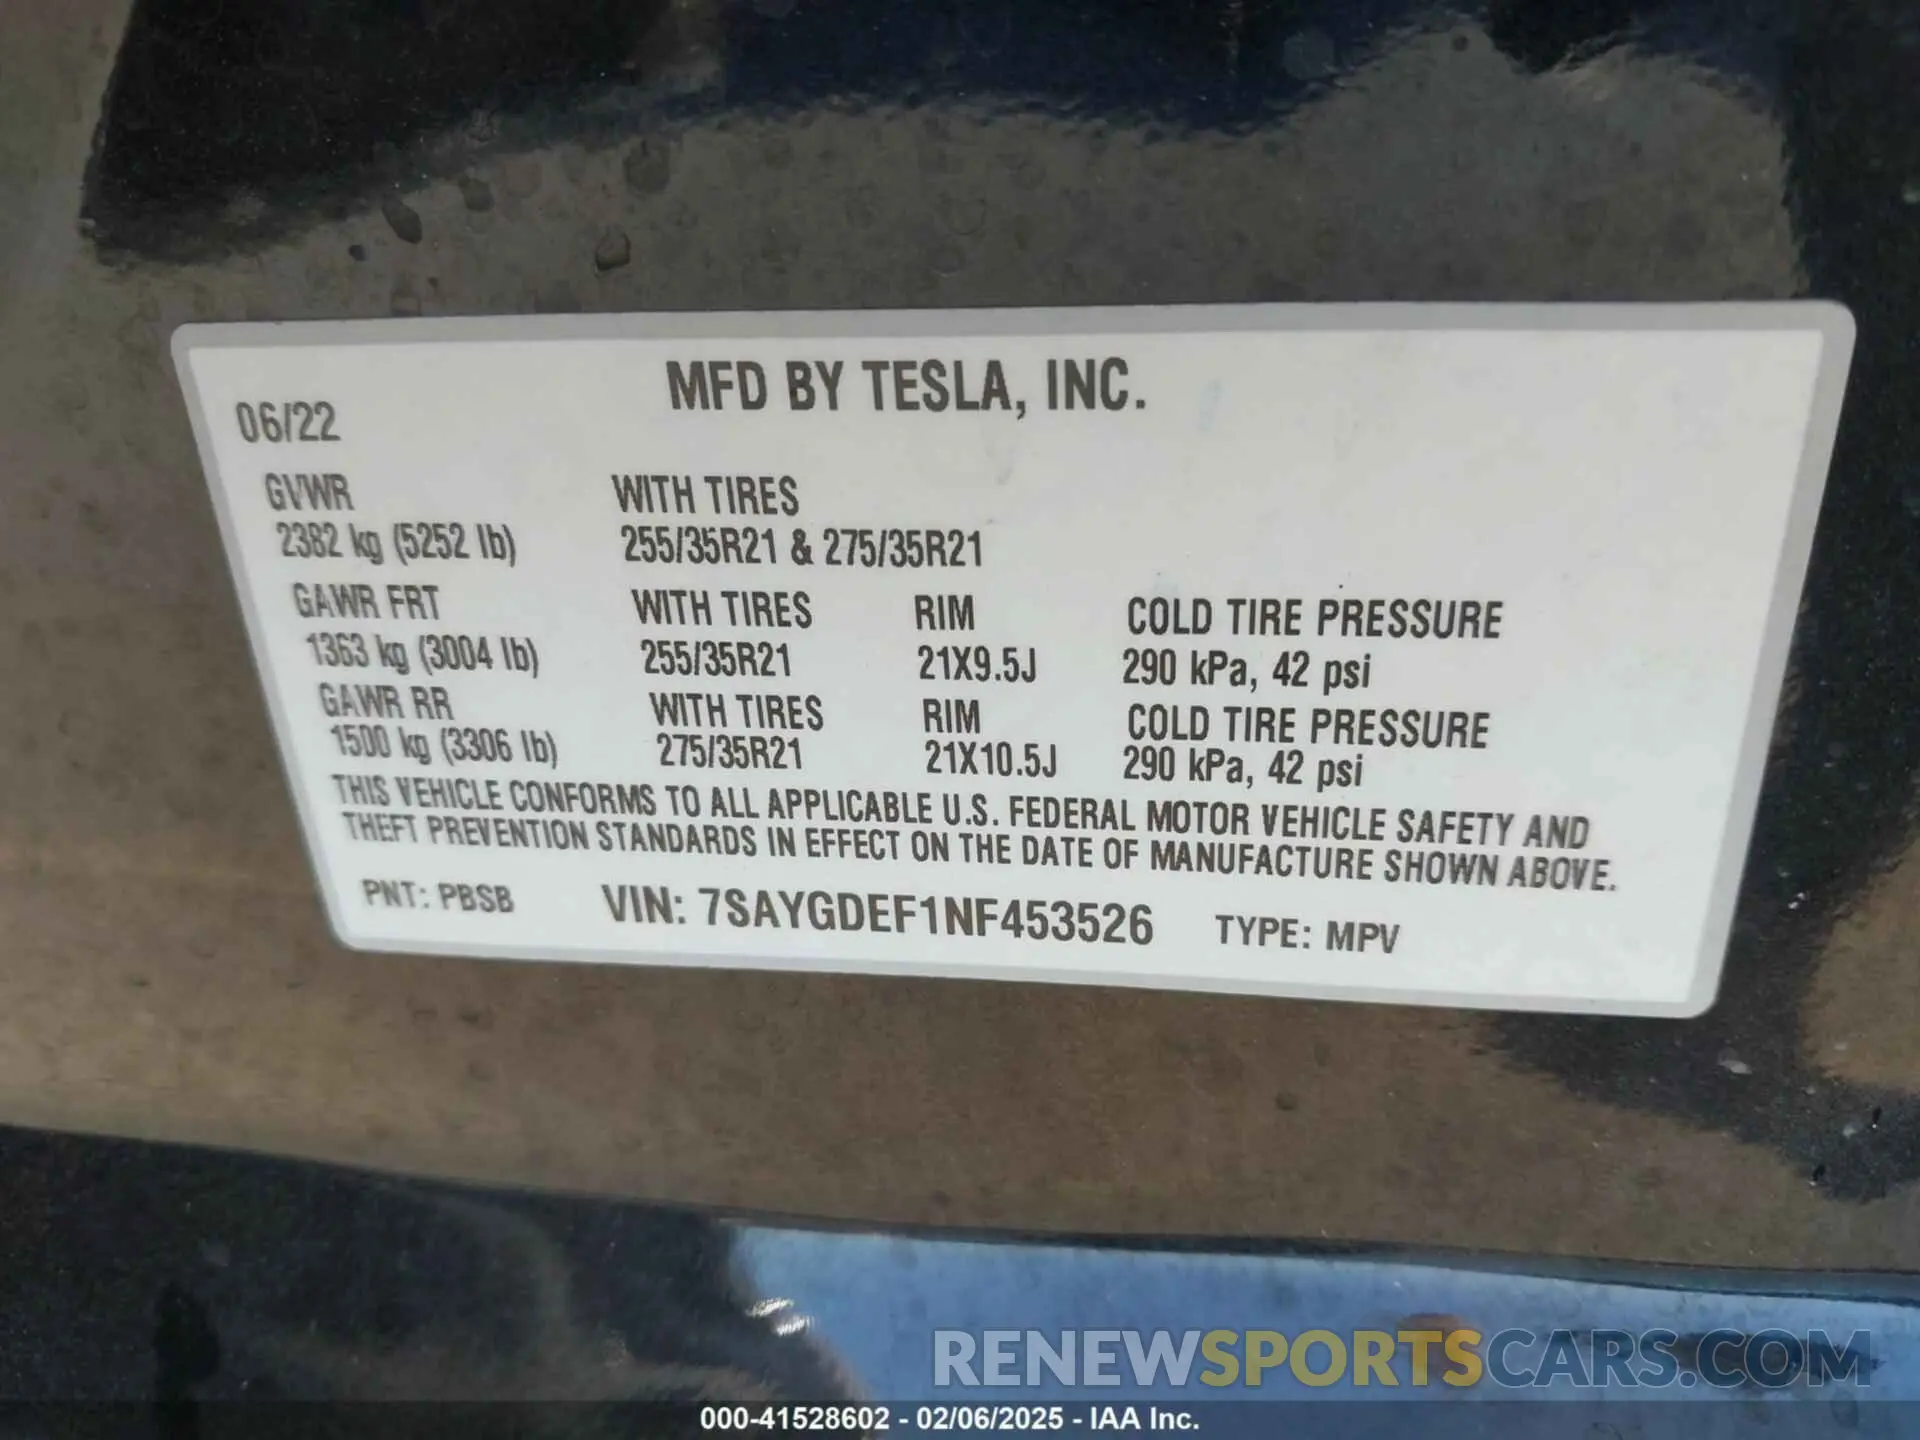 MFD BY TESLA, INC.
06/22
GVWR WITH TIRES
2382 kg (5252 lb) 255/35R21 & 275/35R21
GAWR FRT WITH TIRES RIM COLD TIRE PRESSURE
1363 kg (3004 lb) 255/35R21 21X9.5J 290 kPa, 42 psi
GAWR RR WITH TIRES RIM COLD TIRE PRESSURE
1500 kg (3306 lb) 275/35R21 21X10.5J 290 kPa, 42 psi
THIS VEHICLE CONFORMS TO ALL APPLICABLE U.S. FEDERAL MOTOR VEHICLE SAFETY AND
THEFT PREVENTION STANDARDS IN EFFECT ON THE DATE OF MANUFACTURE SHOWN ABOVE.
PNT: PBSB VIN: 7SAYGDEF1NF453526 TYPE: MPV
RENEWSPORTSCARS.COM
000-41528602 - 02/06/2025 - IAA Inc.